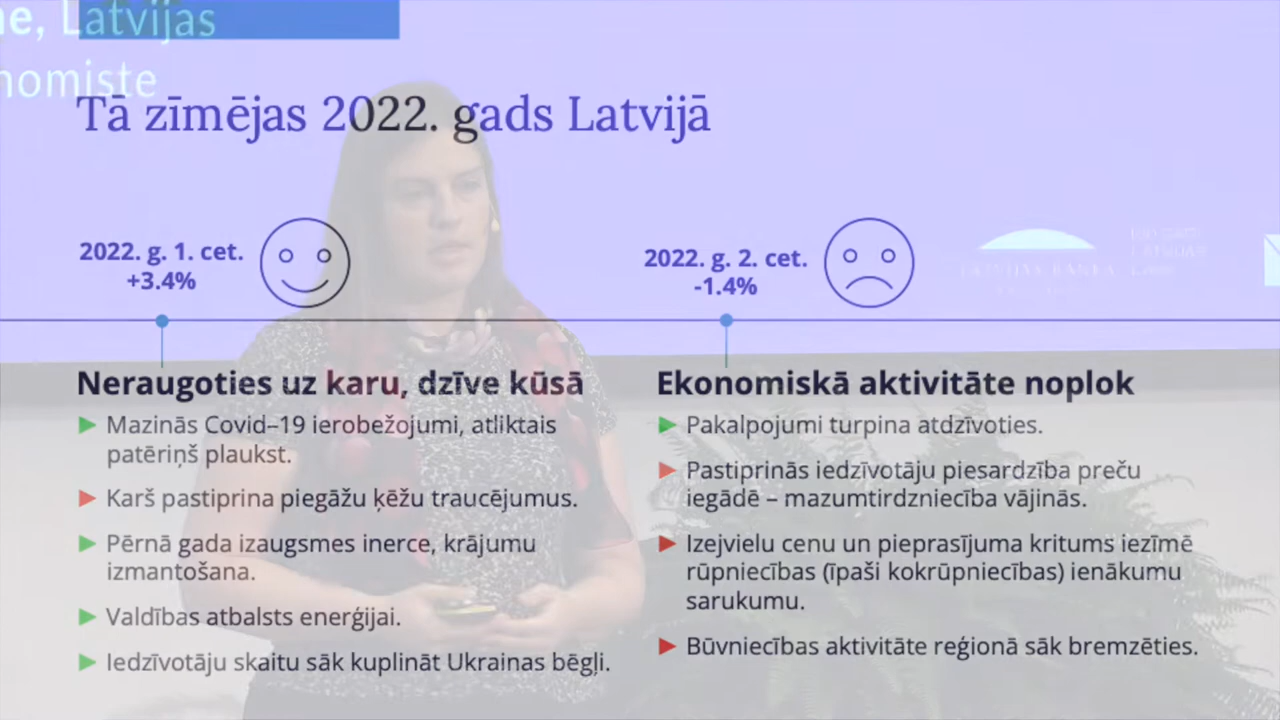 ne, Latvijas
nomiste
Tā zīmējas 2022. gads Latvijā
2022. g. 1. cet.
+3.4%
2022. g. 2. cet.
-1.4%
Neraugoties uz karu, dzīve kūsā
Mazinās Covid–19 ierobežojumi, atliktais
patēriņš plaukst.
Karš pastiprina piegāžu ķēžu traucējumus.
Pērnā gada izaugsmes inerce, krājumu
izmantošana.
Valdības atbalsts enerģijai.
Iedzīvotāju skaitu sāk kuplināt Ukrainas bēgļi.
Ekonomiskā aktivitāte noplok
Pakalpojumi turpina atdzīvoties.
Pastiprinās iedzīvotāju piesardzība preču
iegādē – mazumtirdzniecība vājinās.
Izejvielu cenu un pieprasījuma kritums iezīmē
rūpniecības (īpaši kokrūpniecības) ienākumu
sarukumu.
Būvniecības aktivitāte reģionā sāk bremzēties.
LATVIJAS BANKA